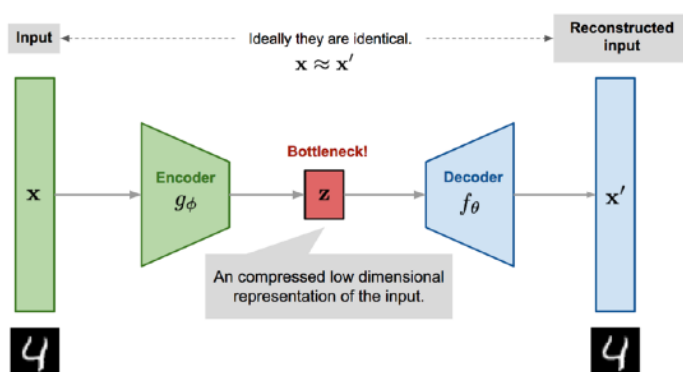 Input
Ideally they are identical.
x ≈ x′
Reconstructed
input
Bottleneck!
x
Encoder
gϕ
z
Decoder
fθ
x′
An compressed low dimensional
representation of the input.
4
4